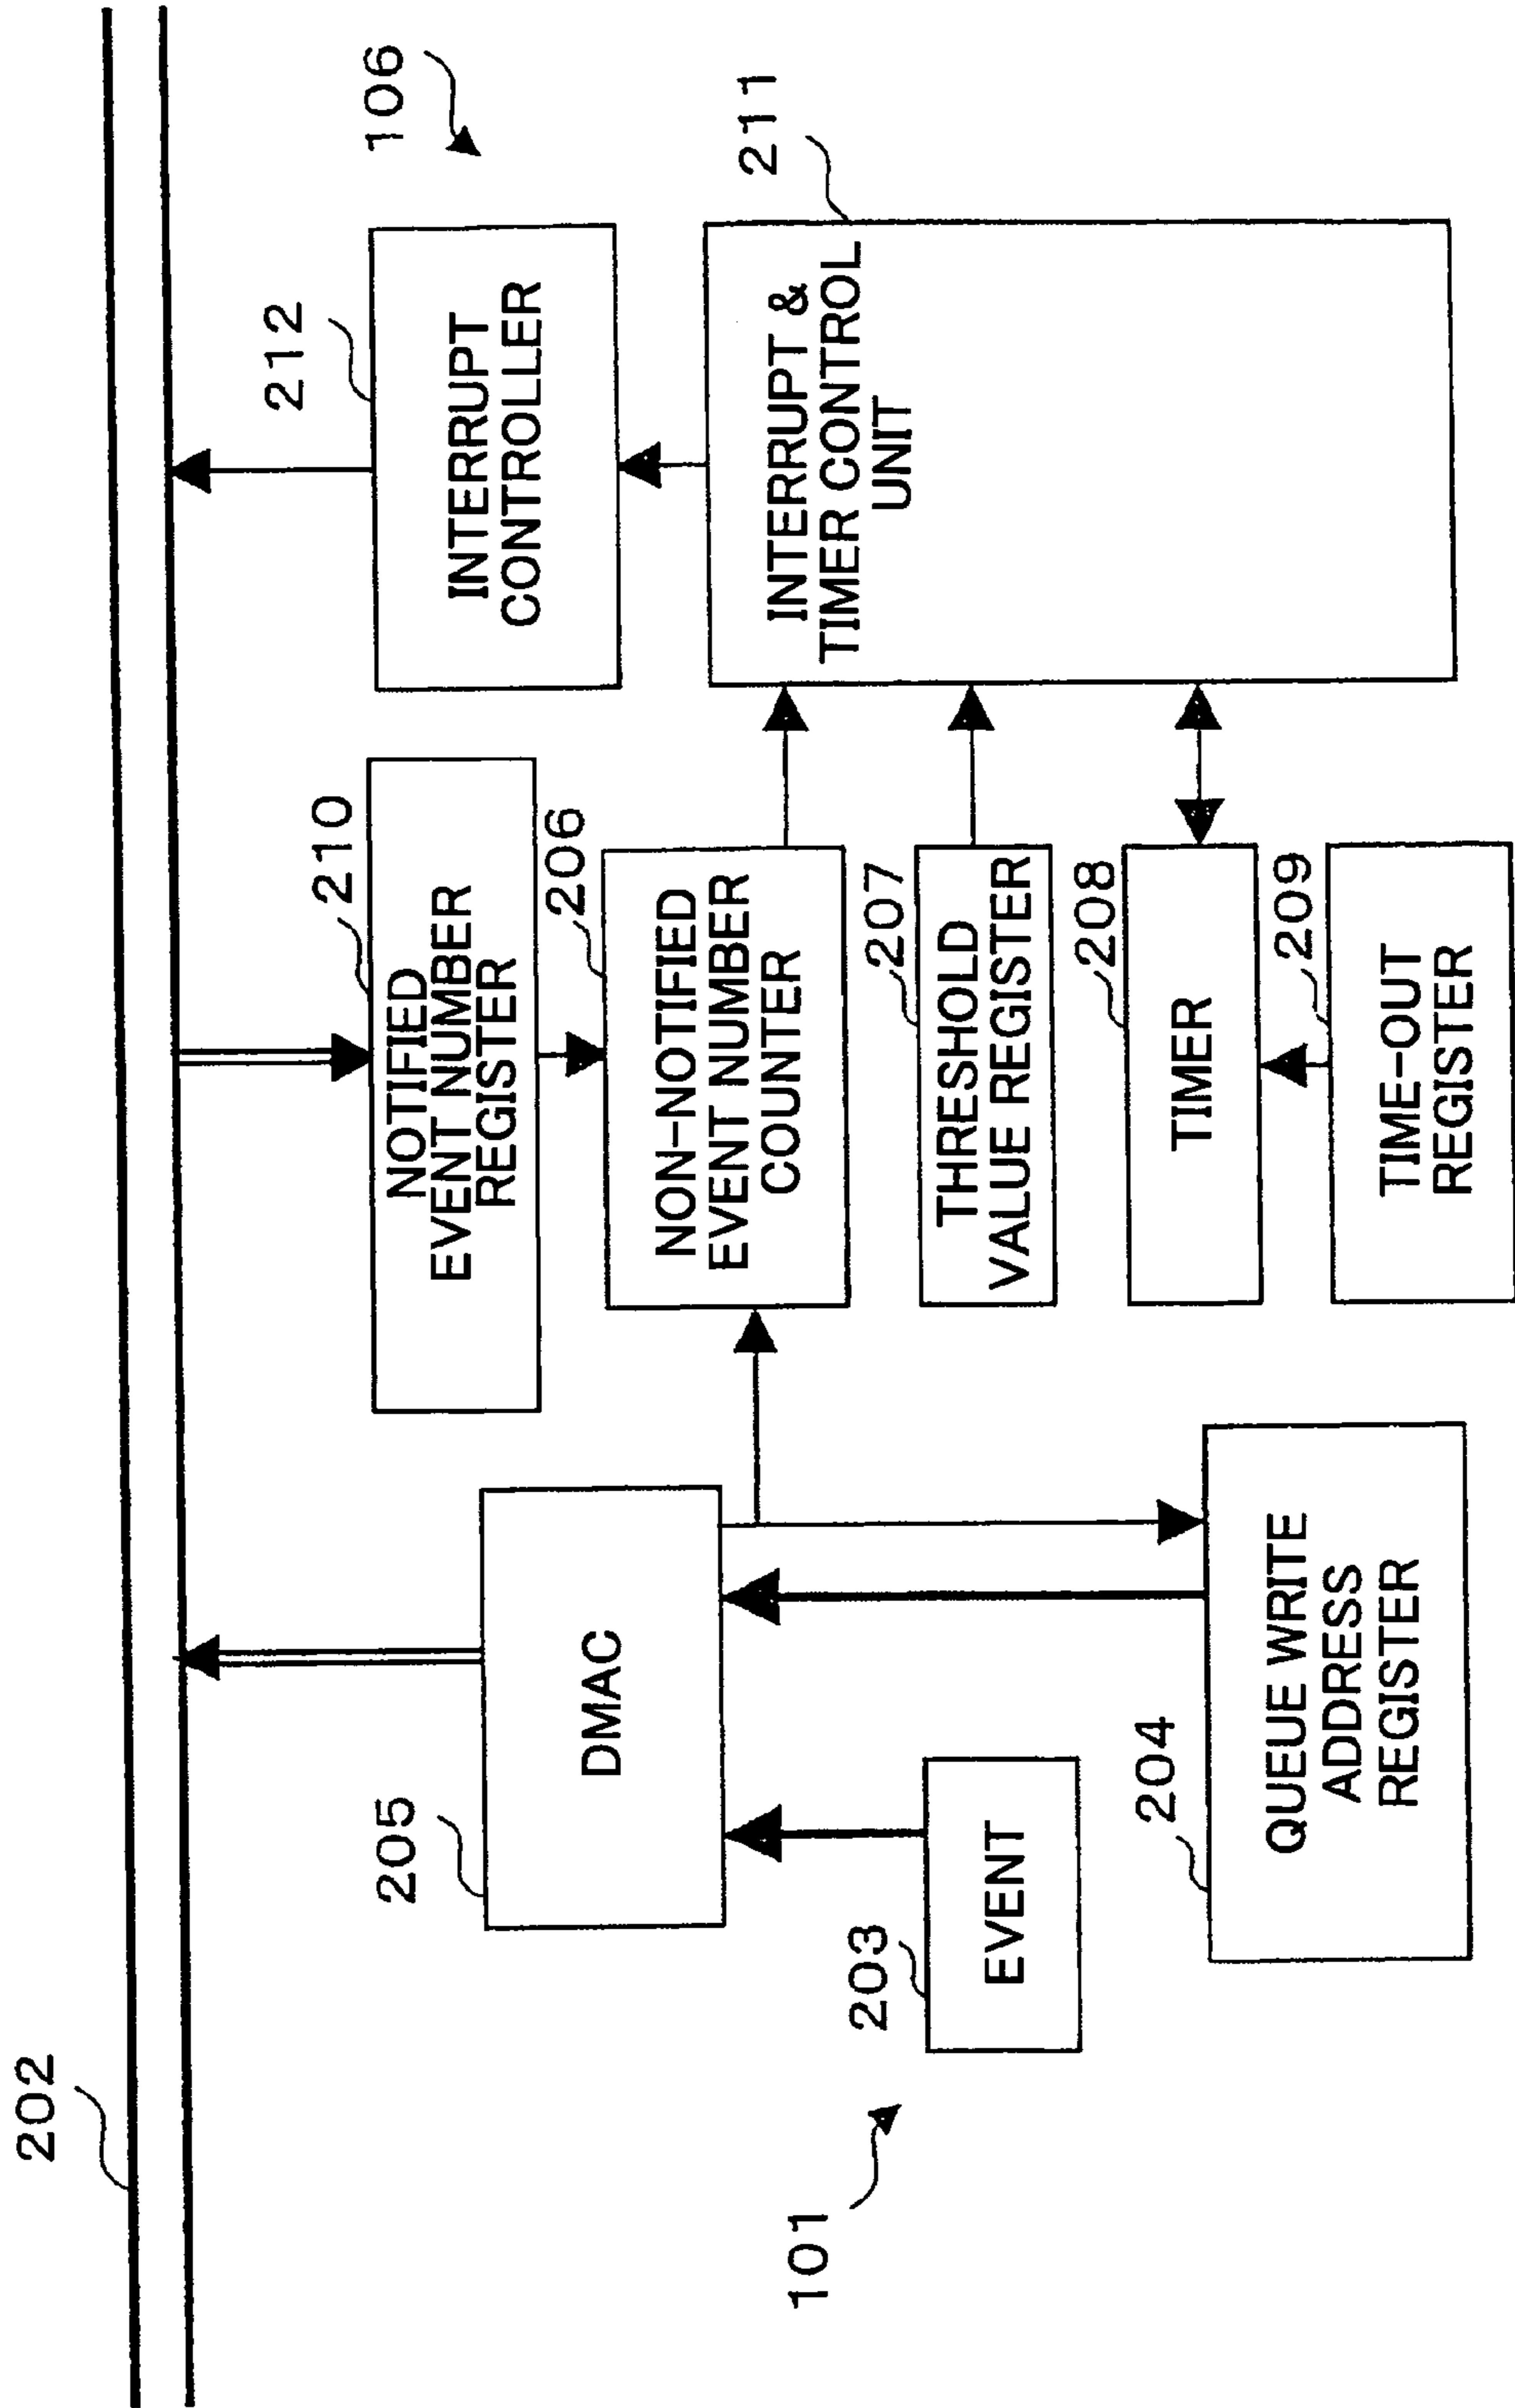 202
101
205
DMAC
203
EVENT
204
QUEUE WRITE
ADDRESS
REGISTER
210
NOTIFIED
EVENT NUMBER
REGISTER
206
NON-NOTIFIED
EVENT NUMBER
COUNTER
207
THRESHOLD
VALUE REGISTER
208
TIMER
209
TIME-OUT
REGISTER
212
INTERRUPT
CONTROLLER
106
211
INTERRUPT &
TIMER CONTROL
UNIT